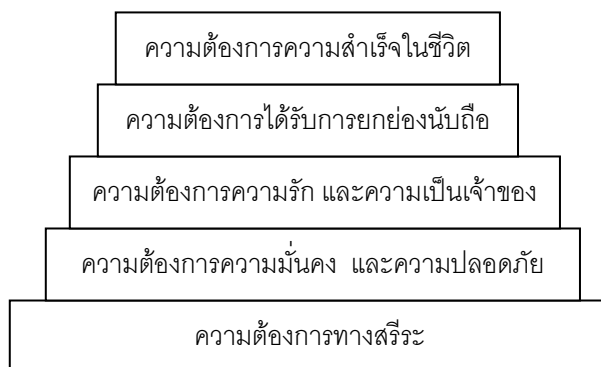 ความต้องการความสำเร็จในชีวิต
ความต้องการได้รับการยกย่องนับถือ
ความต้องการความรัก และความเป็นเจ้าของ
ความต้องการความมั่นคง และความปลอดภัย
ความต้องการทางสรีระ